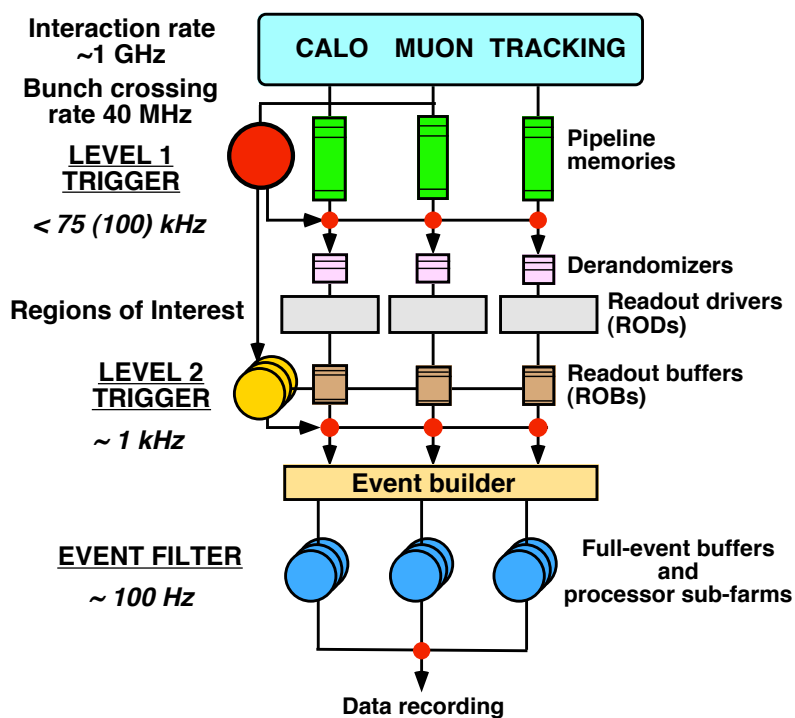 Interaction rate
~1 GHz
CALO MUON TRACKING
Bunch crossing
rate 40 MHz
LEVEL 1
TRIGGER
< 75 (100) kHz
Pipeline
memories
Derandomizers
Regions of Interest
Readout drivers
(RODs)
LEVEL 2
TRIGGER
~ 1 kHz
Readout buffers
(ROBs)
Event builder
EVENT FILTER
~ 100 Hz
Full-event buffers
and
processor sub-farms
Data recording